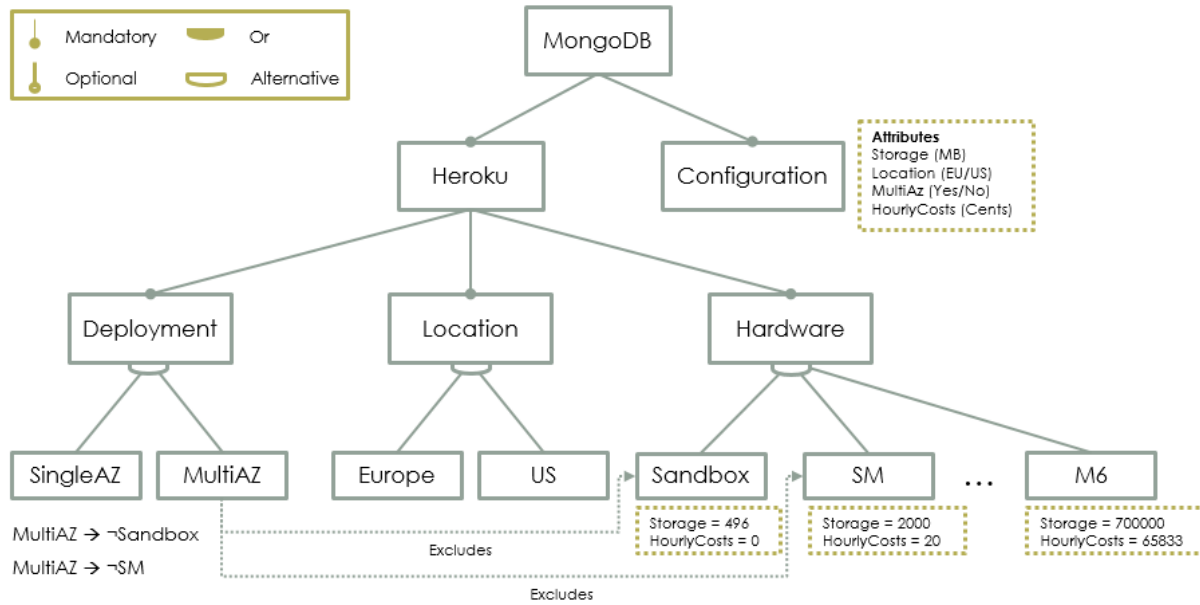 Mandatory
Or
Optional
Alternative
MongoDB
Heroku
Configuration
Attributes
Storage (MB)
Location (EU/US)
MultiAz (Yes/No)
HourlyCosts (Cents)
Deployment
Location
Hardware
SingleAZ
MultiAZ
Europe
US
Sandbox
SM
...
M6
Storage = 496
HourlyCosts = 0
Storage = 2000
HourlyCosts = 20
Storage = 700000
HourlyCosts = 65833
MultiAZ → ¬Sandbox
MultiAZ → ¬SM
Excludes
Excludes